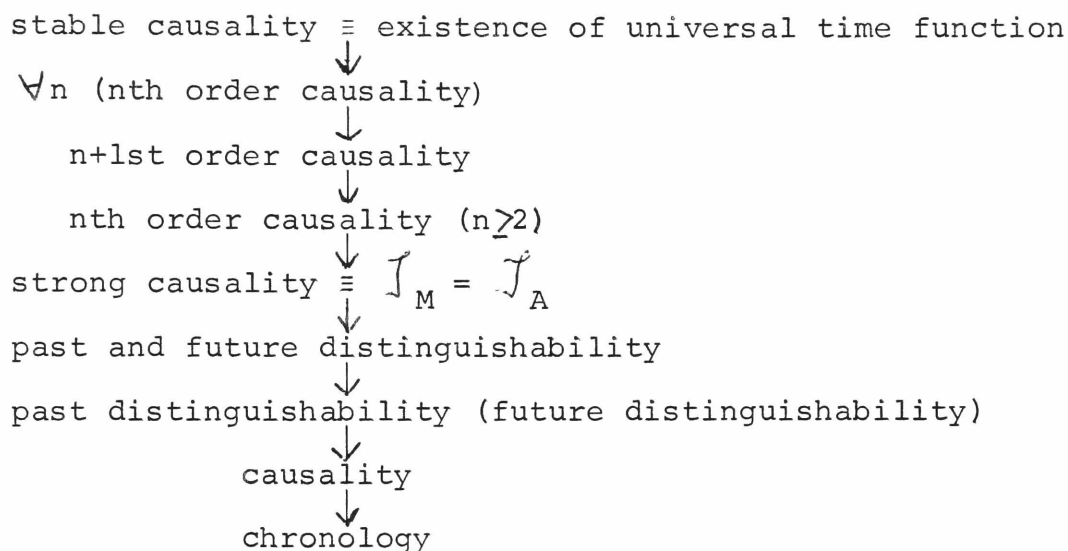 stable causality ≡ existence of universal time function
∀n (nth order causality)
n+1st order causality
nth order causality (n≥2)
strong causality ≡ 𝒯M = 𝒯A
past and future distinguishability
past distinguishability (future distinguishability)
causality
chronology